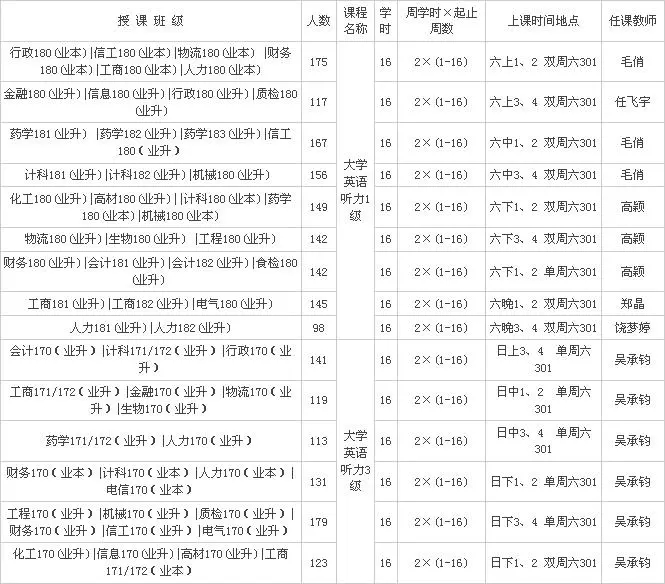 授 课 班 级 人数 课程名称 学时 周学时×起止周数 上课时间地点 任课教师
行政180(业本)|信工180(业本)|物流180(业本) |财务
180(业本)|工商180(业本)|人力180(业本) 175 大学英语听力1级 16 2×(1-16) 六上1、2 双周六301 毛俏
金融180(业升)|信息180(业升)|行政180(业升)|质检180
(业升) 117 16 2×(1-16) 六上3、4 双周六301 任飞宇
药学181(业升) |药学182(业升)|药学183(业升)|信工
180(业升) 167 16 2×(1-16) 六中1、2 双周六301 毛俏
计科181(业升)|计科182(业升)|机械180(业升) 156 16 2×(1-16) 六中3、4 双周六301 毛俏
化工180(业升)|高材180(业升)| |计科180(业本)|药学
180(业本)|机械180(业本) 149 16 2×(1-16) 六下1、2 双周六301 高颖
物流180(业升)|生物180(业升) |工程180(业升) 142 16 2×(1-16) 六下3、4 双周六301 高颖
财务180(业升)|会计181(业升)|会计182(业升)|食检180
(业升) 142 16 2×(1-16) 六下1、2 单周六301 高颖
工商181(业升)|工商182(业升)|电气180(业升) 145 16 2×(1-16) 六晚1、2 双周六301 郑晶
人力181(业升)|人力182(业升) 98 16 2×(1-16) 六晚3、4 双周六301 饶梦婷
会计170(业升)|计科171/172(业升)|行政170(业
升) 141 大学英语听力3级 16 2×(1-16) 日上3、4 单周六
301 吴承钧
工商171/172(业升)|金融170(业升)|物流170(业
升)|生物170(业升) 119 16 2×(1-16) 日中1、2 单周六
301 吴承钧
药学171/172(业升)|人力170(业升) 113 16 2×(1-16) 日中3、4 单周六
301 吴承钧
财务170(业本)|计科170(业本)|人力170(业本)|
电信170(业本) 131 16 2×(1-16) 日下1、2 单周六301 吴承钧
工程170(业升)|机械170(业升)|质检170(业升)|
财务170(业升)|信工170(业升)|电气170(业升) 179 16 2×(1-16) 日下3、4 单周六301 吴承钧
化工170(业升)|信息170(业升)|高材170(业升)|工商
171/172(业本) 123 16 2×(1-16) 日下1、2 双周六301 吴承钧